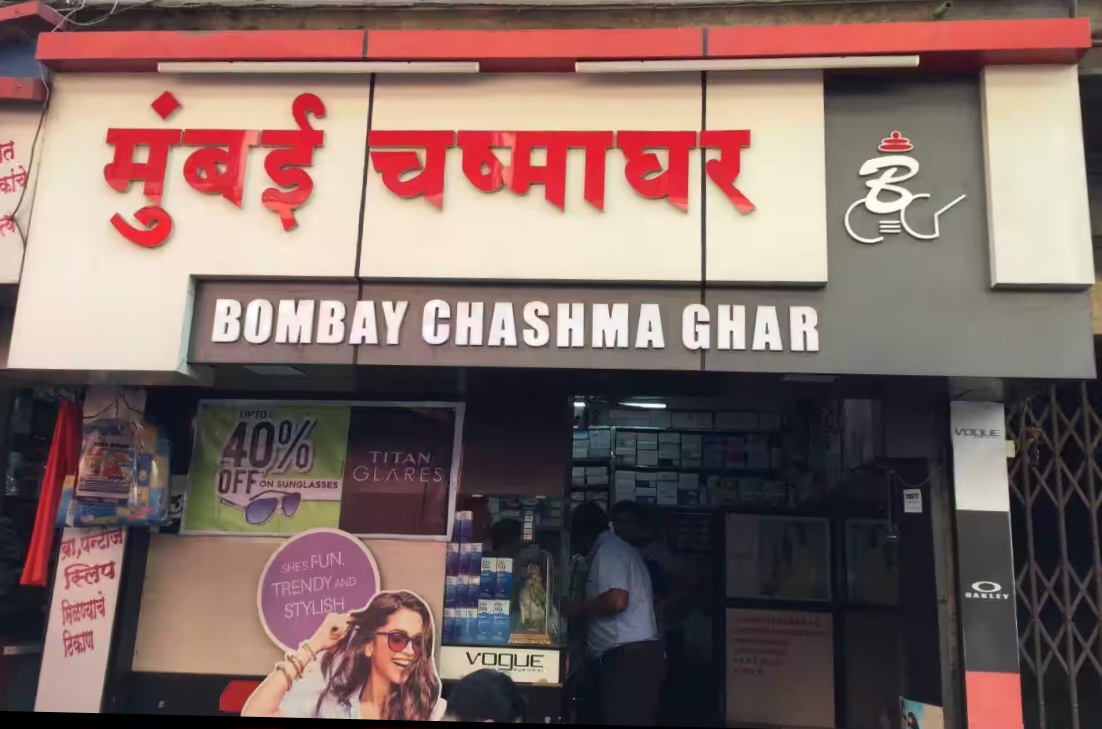 मुंबई चष्माघर
BOMBAY CHASHMA GHAR
UPTO
40%
OFF ON SUNGLASSES
TITAN
GLARES
VOGUE
OAKLEY
SHE'S FUN,
TRENDY AND
STYLISH
VOGUE
ब्रा,पॅन्टीज
स्लिप
मिळण्याचे
ठिकाण